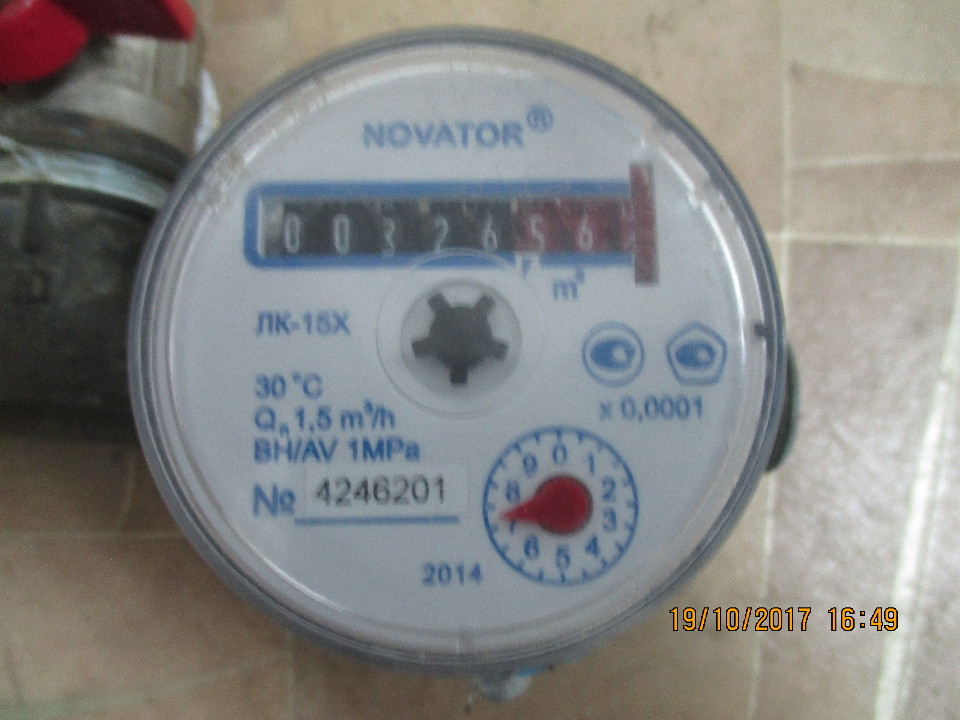 NOVATOR®
0 0 3 2 6 5 6
m³
ЛК-15Х
30 °C
Qn 1,5 m³/h
BH/AV 1MPa
x 0,0001
№ 4246201
0 1 2 3 4 5 6 7 8 9
2014
19/10/2017 16:49